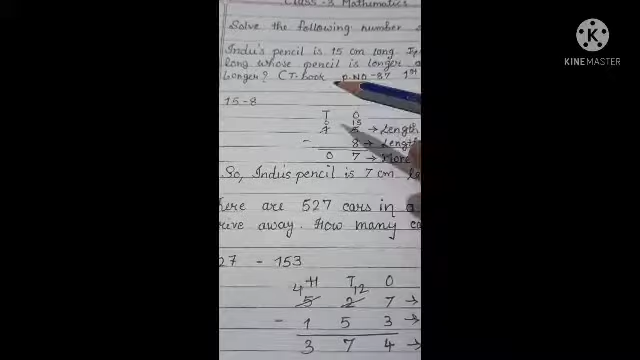 Class-3 Mathematics
Solve the following number
Indu's pencil is 15 cm long.
long whose pencil is longer
longer? (T.book P.NO-87 1st
15-8
T O
0 15
1 5 → Length
- 8 → Length
0 7 → More
So, Indu's pencil is 7 cm
here are 527 cars in a
rive away. How many
27 - 153
4 H T 12 O
5 2 7 →
- 1 5 3 →
3 7 4 →
KINEMASTER